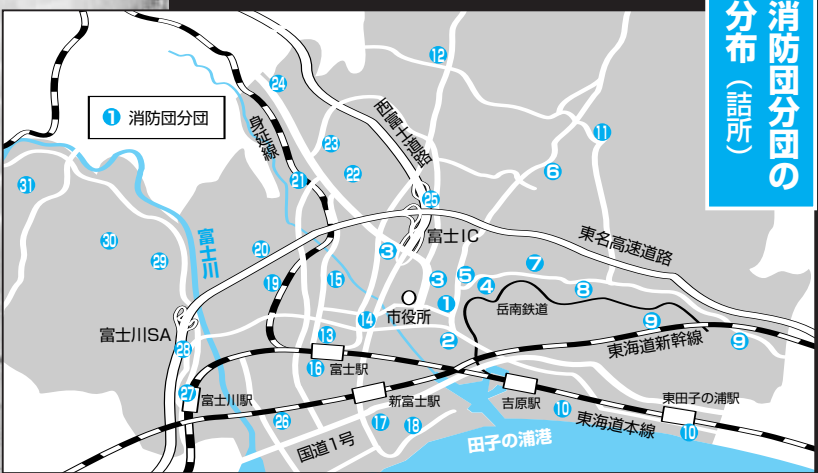 消防団分団の
分布（詰所）
1 消防団分団
12
24
11
身延線
西富士道路
23
22
6
31
21
25
30
富士川
20
3
富士IC
東名高速道路
29
19
15
3
5
4
7
8
市役所
1
岳南鉄道
富士川SA
28
13
14
2
9
9
東海道新幹線
16
富士駅
27
富士川駅
新富士駅
吉原駅
東田子の浦駅
26
17
18
10
10
東海道本線
国道1号
田子の浦港